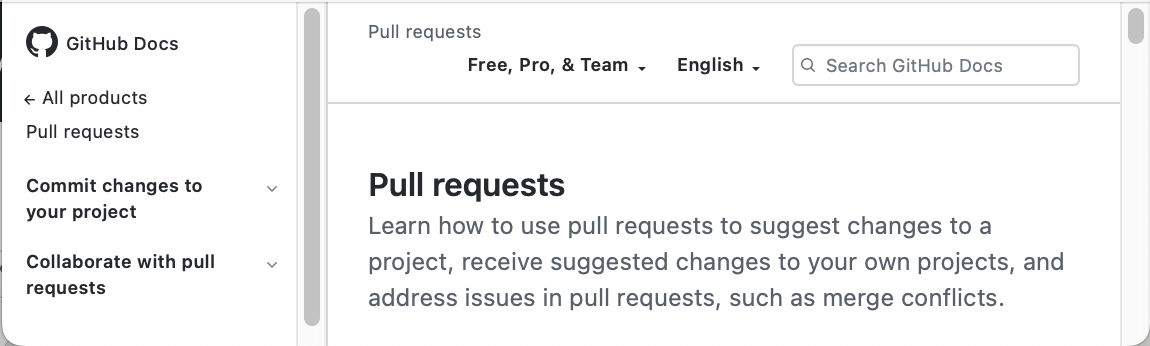 GitHub Docs
← All products
Pull requests
Commit changes to
your project
Collaborate with pull
requests
Pull requests
Free, Pro, & Team
English
Search GitHub Docs
Pull requests
Learn how to use pull requests to suggest changes to a
project, receive suggested changes to your own projects, and
address issues in pull requests, such as merge conflicts.